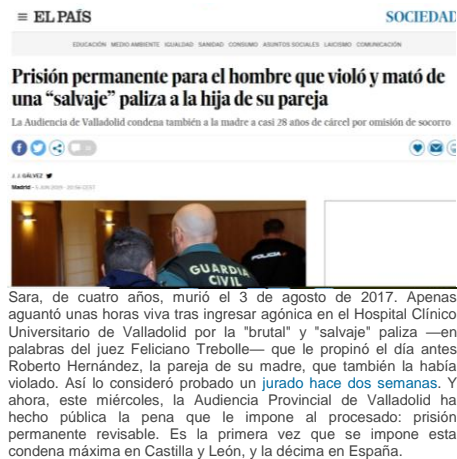 ≡ EL PAÍS SOCIEDAD
EDUCACIÓN MEDIO AMBIENTE IGUALDAD SANIDAD CONSUMO ASUNTOS SOCIALES LAICISMO COMUNICACIÓN
Prisión permanente para el hombre que violó y mató de
una “salvaje” paliza a la hija de su pareja
La Audiencia de Valladolid condena también a la madre a casi 28 años de cárcel por omisión de socorro
J. J. GÁLVEZ
Madrid
GUARDIA
CIVIL
POLICIA
Sara, de cuatro años, murió el 3 de agosto de 2017. Apenas
aguantó unas horas viva tras ingresar agónica en el Hospital Clínico
Universitario de Valladolid por la "brutal" y "salvaje" paliza —en
palabras del juez Feliciano Trebolle— que le propinó el día antes
Roberto Hernández, la pareja de su madre, que también la había
violado. Así lo consideró probado un jurado hace dos semanas. Y
ahora, este miércoles, la Audiencia Provincial de Valladolid ha
hecho pública la pena que le impone al procesado: prisión
permanente revisable. Es la primera vez que se impone esta
condena máxima en Castilla y León, y la décima en España.